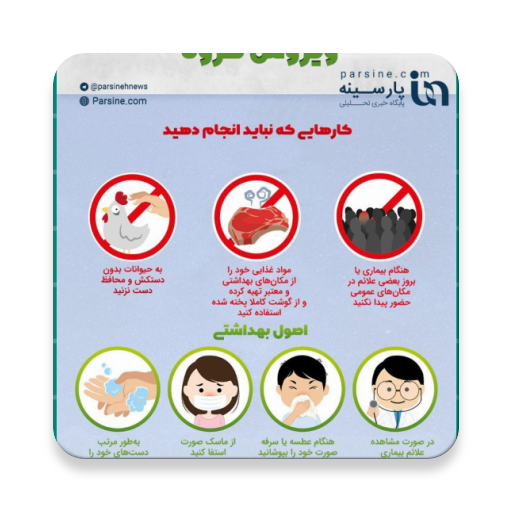 ویروس کرونا
parsine.com
پارسینه
پایگاه خبری تحلیلی
@parsinehnews
Parsine.com
کارهایی که نباید انجام دهید
هنگام بیماری یا
بروز بعضی علائم در
مکان‌های عمومی
حضور پیدا نکنید
مواد غذایی خود را
از مکان‌های بهداشتی
و معتبر تهیه کرده
و از گوشت کاملا پخته شده
استفاده کنید
به حیوانات بدون
دستکش و محافظ
دست نزنید
اصول بهداشتی
در صورت مشاهده
علائم بیماری
هنگام عطسه یا سرفه
صورت خود را بپوشانید
از ماسک صورت
استفا کنید
به‌طور مرتب
دست‌های خود را